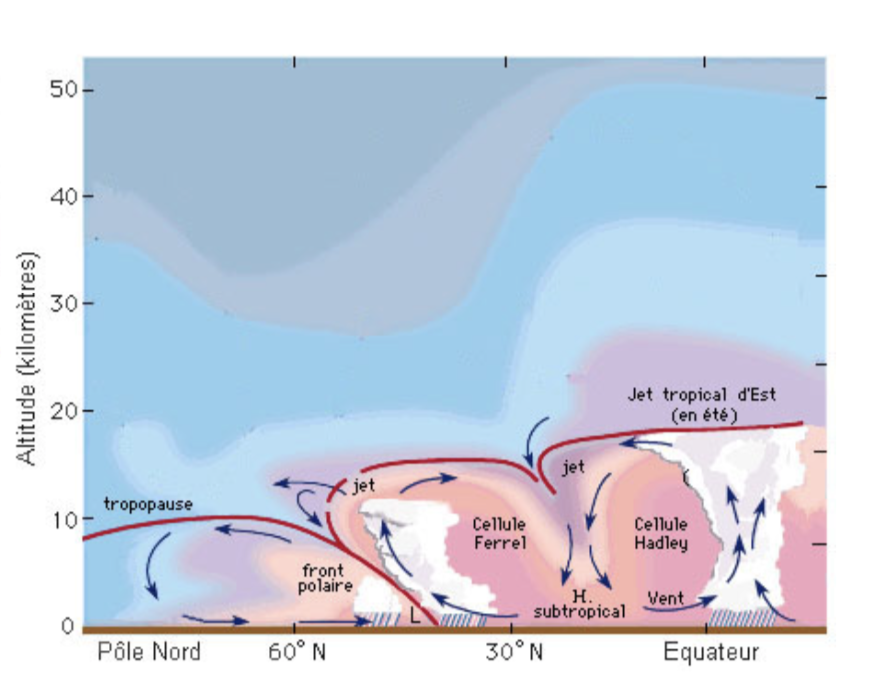 50
40
30
20
10
0
Altitude (kilomètres)
Jet tropical d'Est
(en été)
jet
jet
tropopause
Cellule
Ferrel
Cellule
Hadley
front
polaire
H.
subtropical
Vent
L
Pôle Nord
60° N
30° N
Equateur